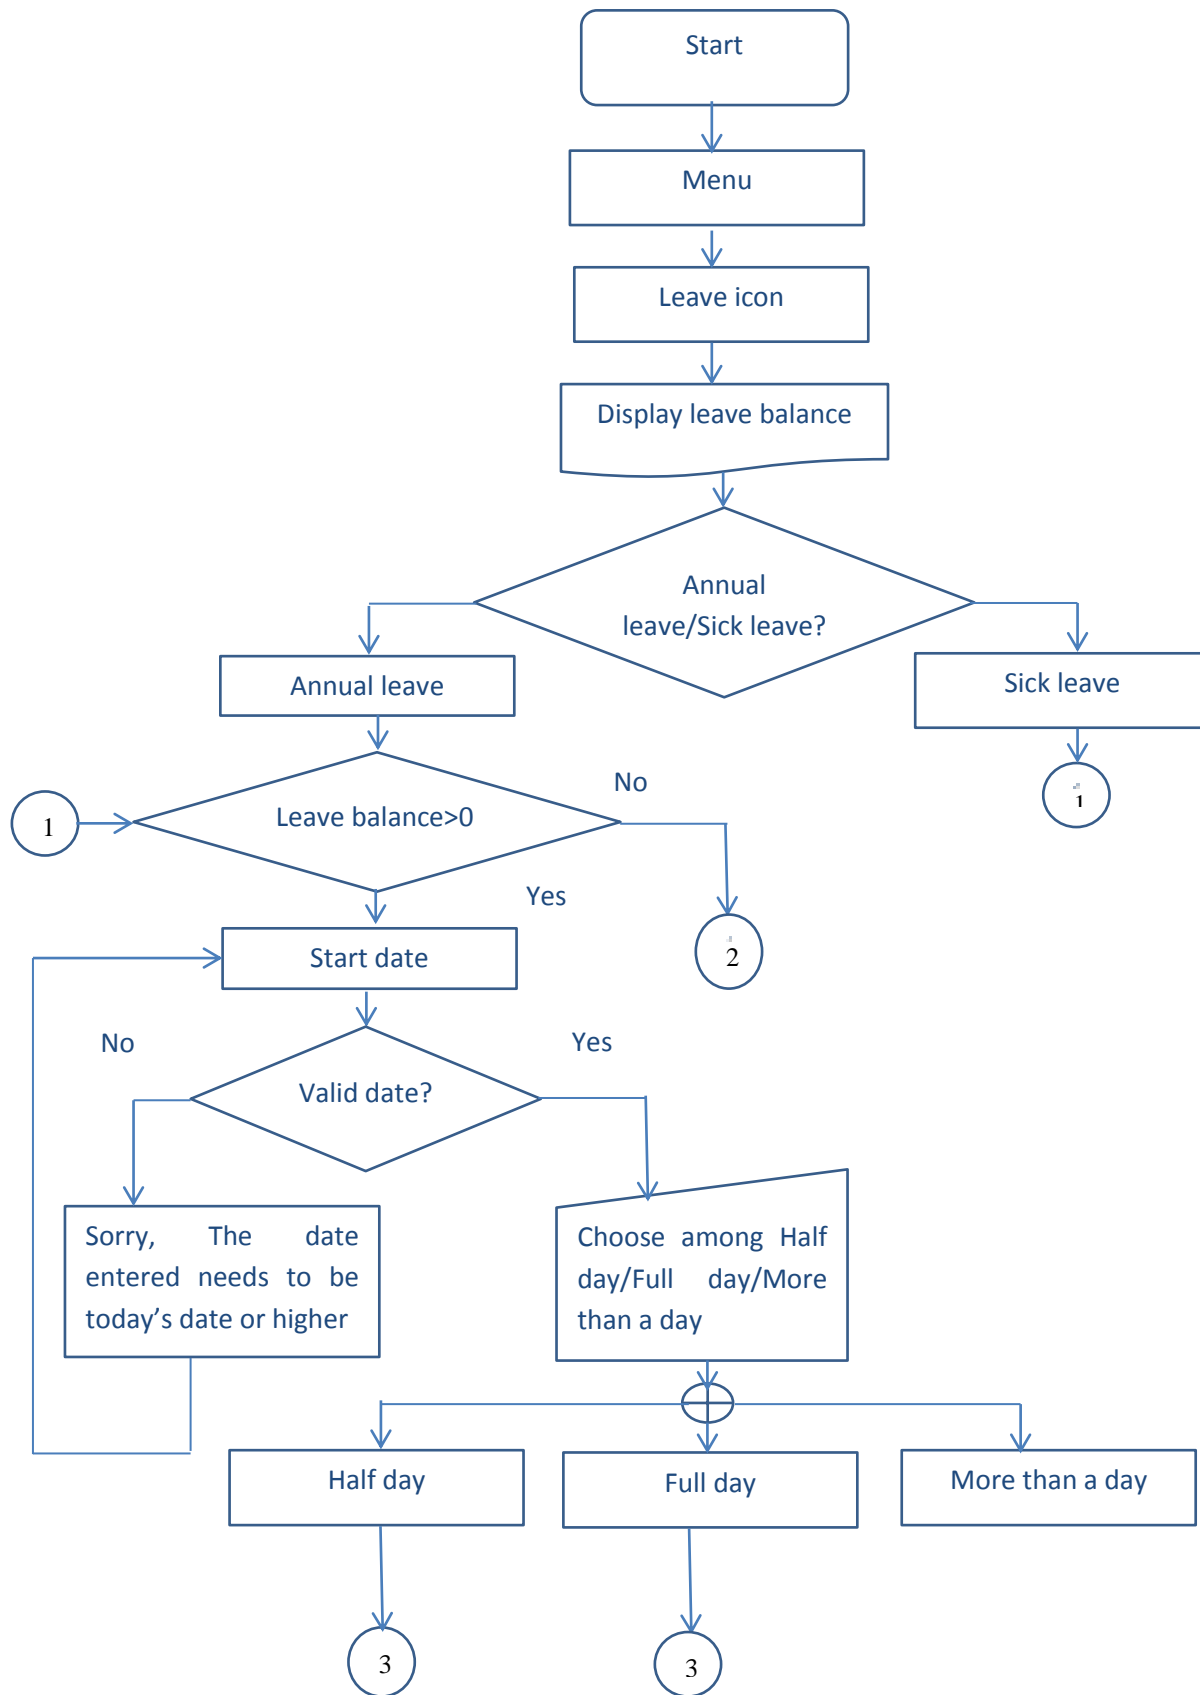 Start
Menu
Leave icon
Display leave balance
Annual
leave/Sick leave?
Annual leave
Sick leave
1
No
Leave balance>0
1
Yes
2
Start date
No
Yes
Valid date?
Sorry, The date
entered needs to be
today’s date or higher
Choose among Half
day/Full day/More
than a day
Half day
Full day
More than a day
3
3